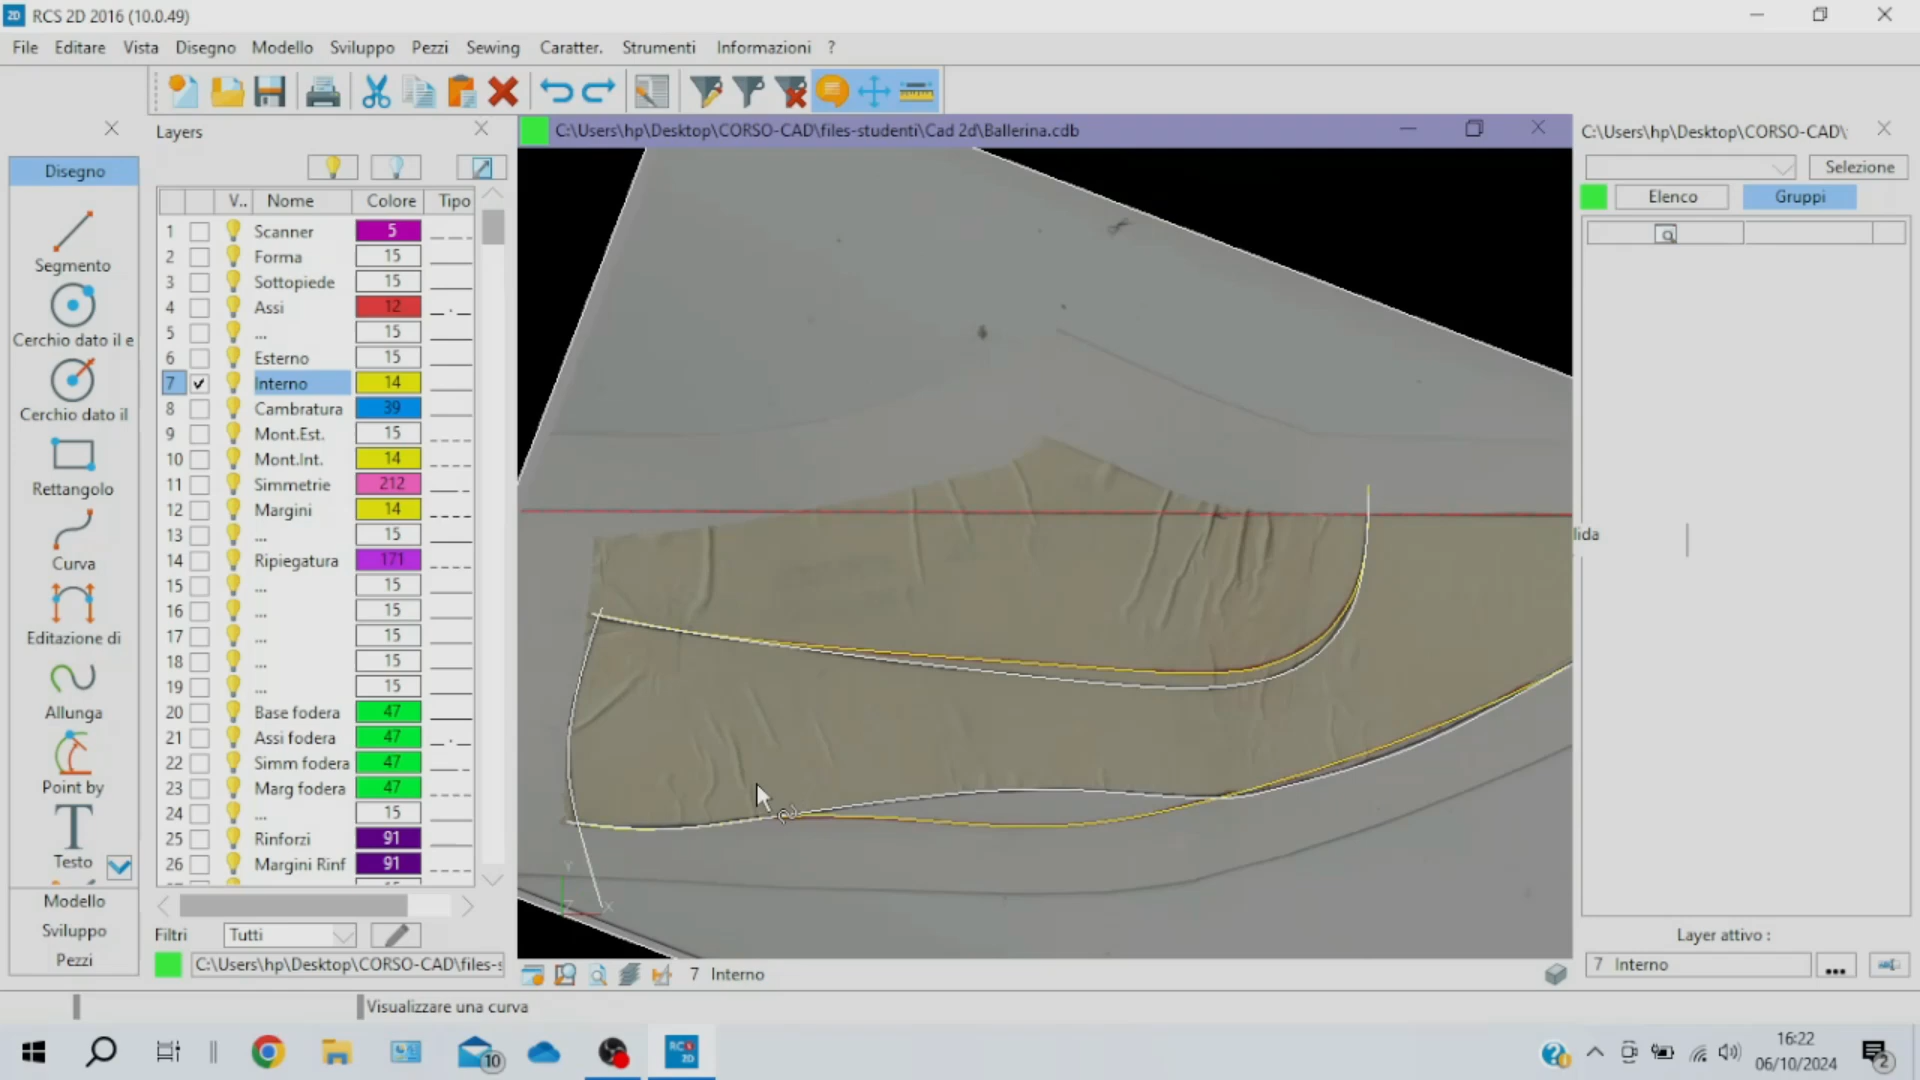 RCS 2D 2016 (10.0.49)
File Editare Vista Disegno Modello Sviluppo Pezzi Sewing Caratter. Strumenti Informazioni ?
Layers
C:\Users\hp\Desktop\CORSO-CAD\files-studenti\Cad 2d\Ballerina.cdb
C:\Users\hp\Desktop\CORSO-CAD\
Selezione
Elenco
Gruppi
Disegno
Segmento
Cerchio dato il e
Cerchio dato il
Rettangolo
Curva
Editazione di
Allunga
Point by
Testo
Modello
Sviluppo
Pezzi
V.. Nome Colore Tipo
1 Scanner 5
2 Forma 15
3 Sottopiede 15
4 Assi 12
5 ... 15
6 Esterno 15
7 Interno 14
8 Cambratura 39
9 Mont.Est. 15
10 Mont.Int. 14
11 Simmetrie 212
12 Margini 14
13 ... 15
14 Ripiegatura 171
15 ... 15
16 ... 15
17 ... 15
18 ... 15
19 ... 15
20 Base fodera 47
21 Assi fodera 47
22 Simm fodera 47
23 Marg fodera 47
24 ... 15
25 Rinforzi 91
26 Margini Rinf 91
Filtri Tutti
C:\Users\hp\Desktop\CORSO-CAD\files-s
Y
Z X
lida
7 Interno
Layer attivo :
7 Interno
...
Visualizzare una curva
10
RCS
2D
16:22
06/10/2024
2